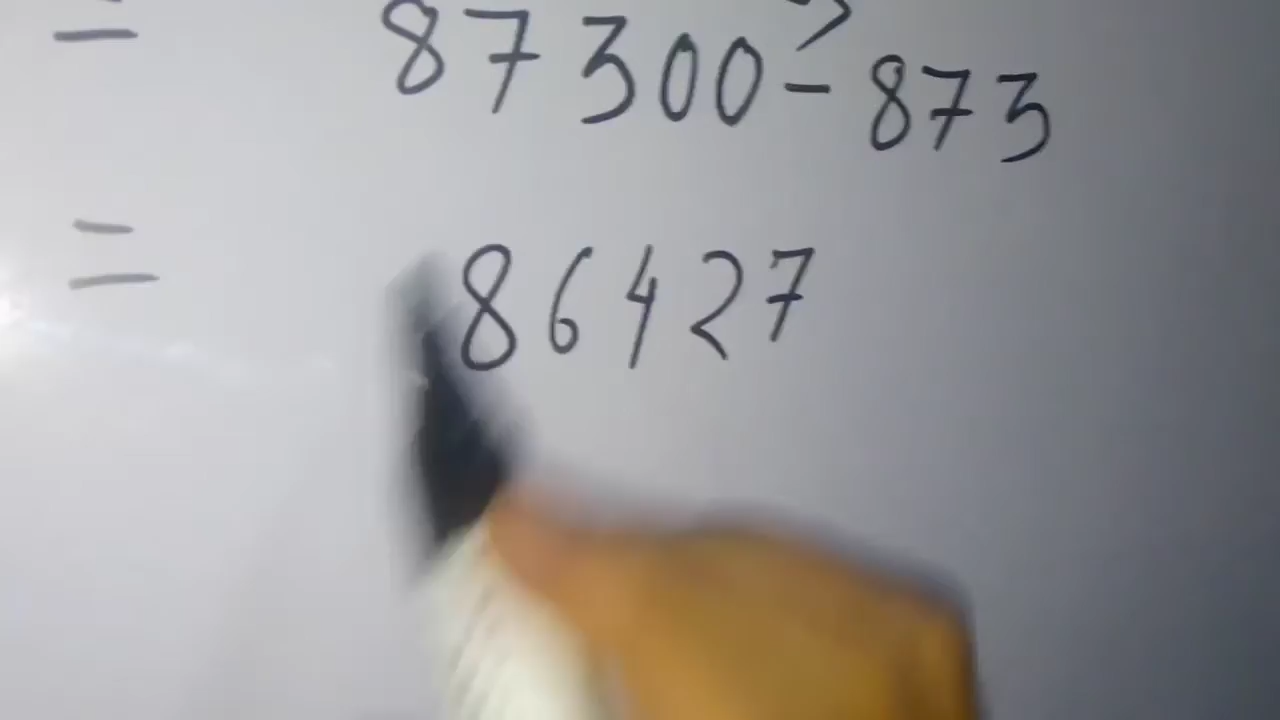 = 87300 - 873
= 86427